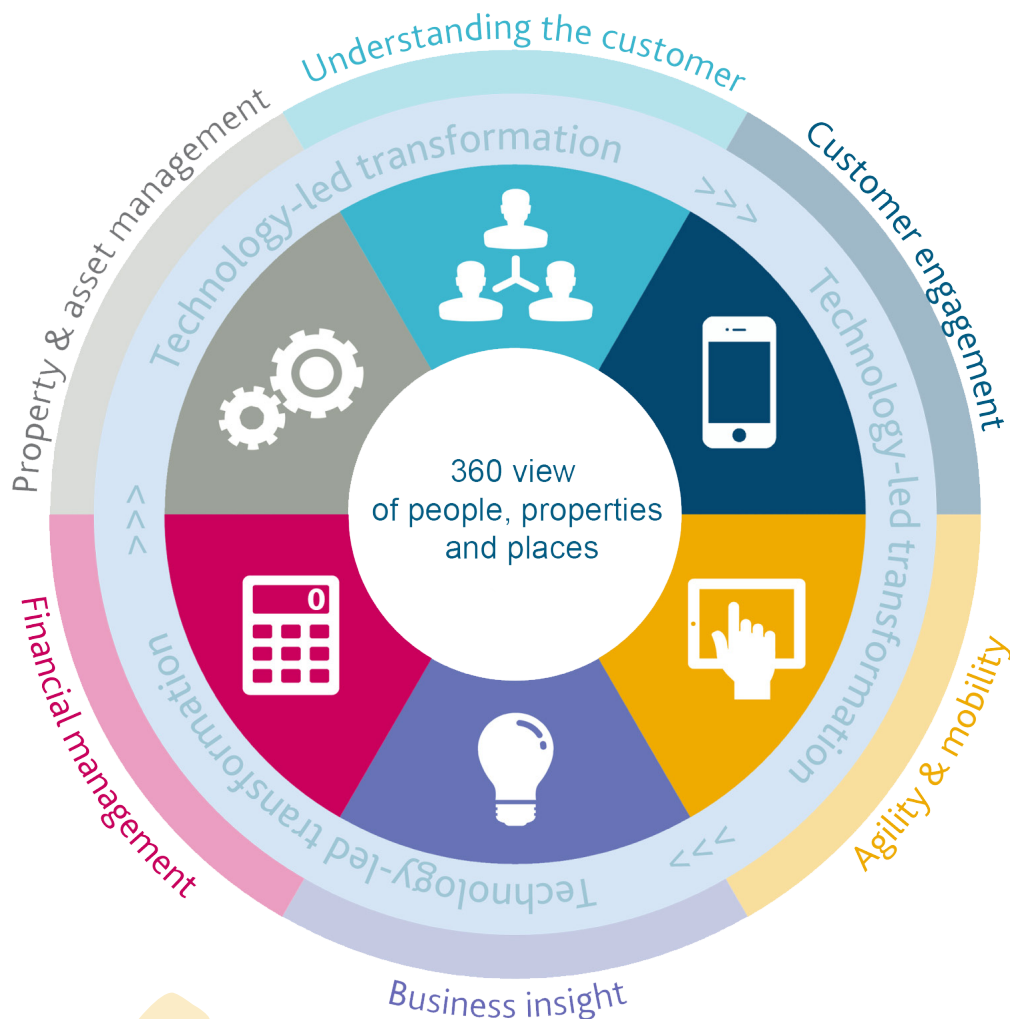 Understanding the customer
Customer engagement
Agility & mobility
Business insight
Financial management
Property & asset management
Technology-led transformation
>>>
Technology-led transformation
>>>
Technology-led transformation
>>>
360 view
of people, properties
and places
0